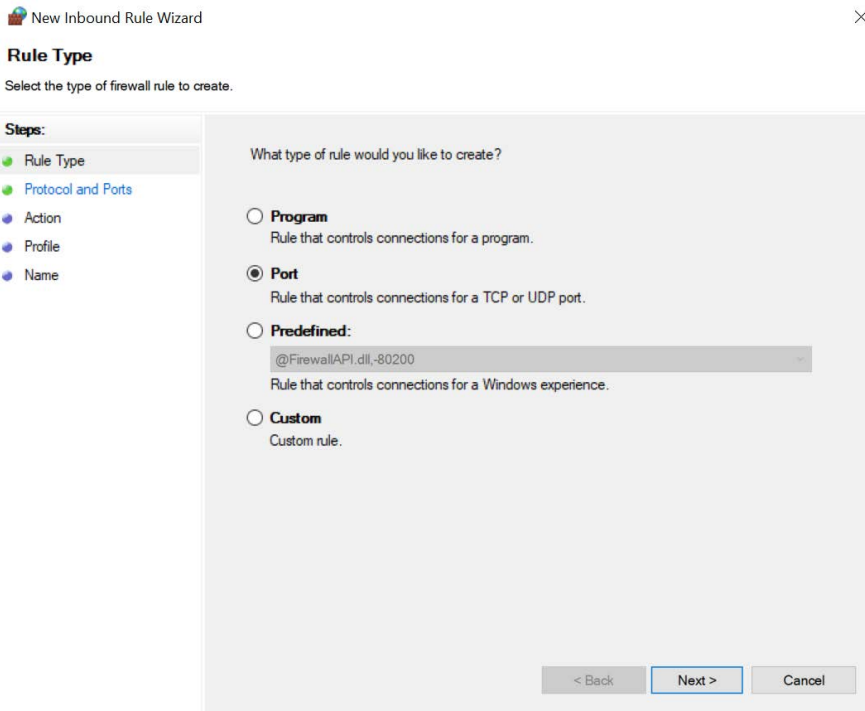 New Inbound Rule Wizard
Rule Type
Select the type of firewall rule to create.
Steps:
Rule Type
Protocol and Ports
Action
Profile
Name
What type of rule would you like to create?
Program
Rule that controls connections for a program.
Port
Rule that controls connections for a TCP or UDP port.
Predefined:
@FirewallAPI.dll,-80200
Rule that controls connections for a Windows experience.
Custom
Custom rule.
< Back
Next >
Cancel